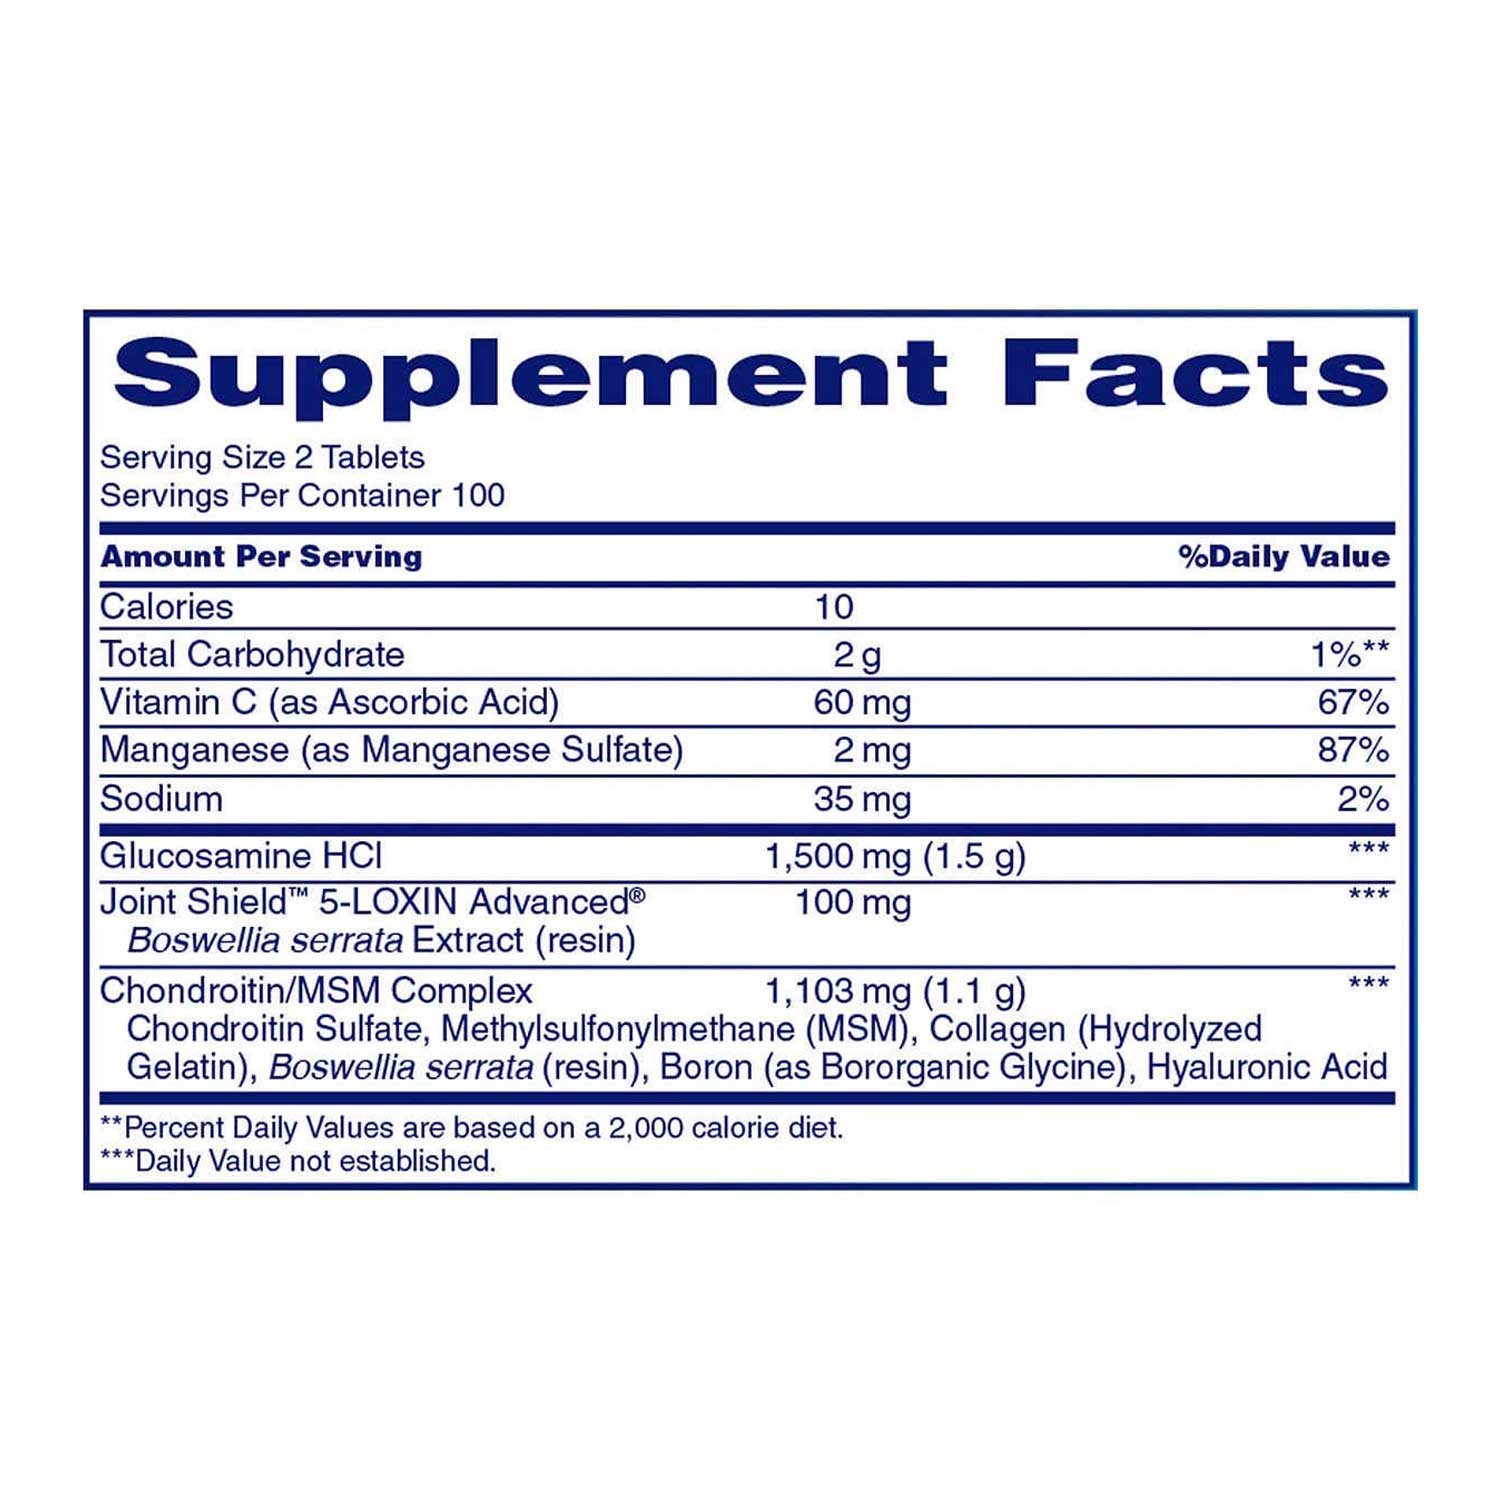 Supplement Facts
Serving Size 2 Tablets
Servings Per Container 100
Amount Per Serving %Daily Value
Calories 10
Total Carbohydrate 2 g 1%**
Vitamin C (as Ascorbic Acid) 60 mg 67%
Manganese (as Manganese Sulfate) 2 mg 87%
Sodium 35 mg 2%
Glucosamine HCl 1,500 mg (1.5 g) ***
Joint Shield™ 5-LOXIN Advanced® 100 mg ***
Boswellia serrata Extract (resin)
Chondroitin/MSM Complex 1,103 mg (1.1 g) ***
Chondroitin Sulfate, Methylsulfonylmethane (MSM), Collagen (Hydrolyzed
Gelatin), Boswellia serrata (resin), Boron (as Bororganic Glycine), Hyaluronic Acid
**Percent Daily Values are based on a 2,000 calorie diet.
***Daily Value not established.